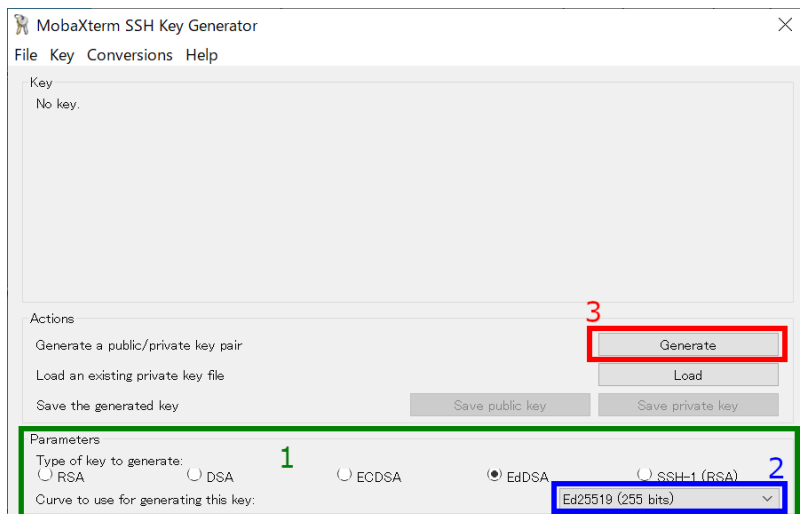 MobaXterm SSH Key Generator
File Key Conversions Help
Key
No key.
Actions
3
Generate a public/private key pair Generate
Load an existing private key file Load
Save the generated key Save public key Save private key
Parameters
1
Type of key to generate:
RSA DSA ECDSA EdDSA SSH-1 (RSA)
2
Curve to use for generating this key: Ed25519 (255 bits)